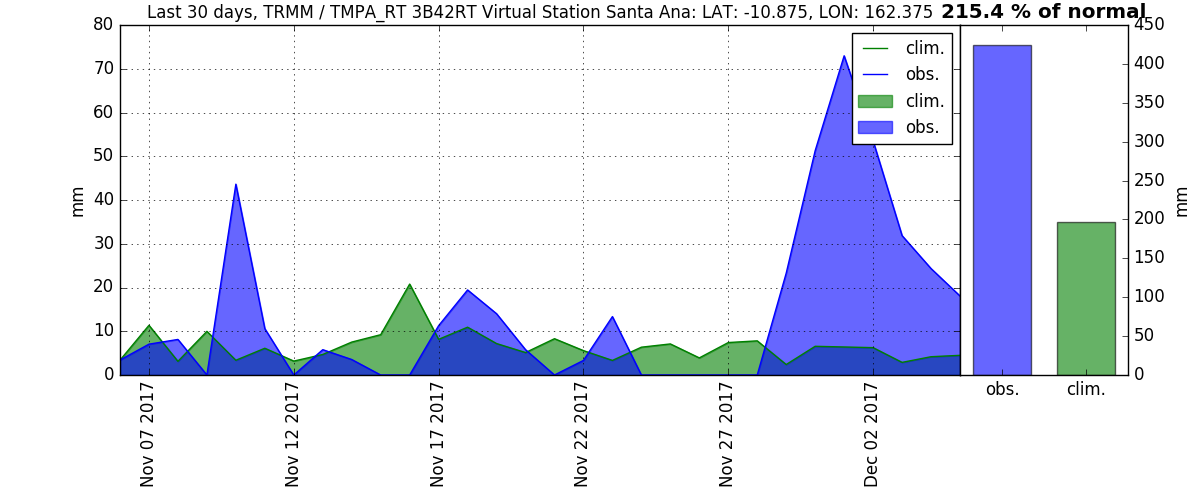 Last 30 days, TRMM / TMPA_RT 3B42RT Virtual Station Santa Ana: LAT: -10.875, LON: 162.375 215.4 % of normal
80
70
60
50
40
30
20
10
0
mm
clim.
obs.
clim.
obs.
Nov 07 2017
Nov 12 2017
Nov 17 2017
Nov 22 2017
Nov 27 2017
Dec 02 2017
450
400
350
300
250
200
150
100
50
0
mm
obs.
clim.